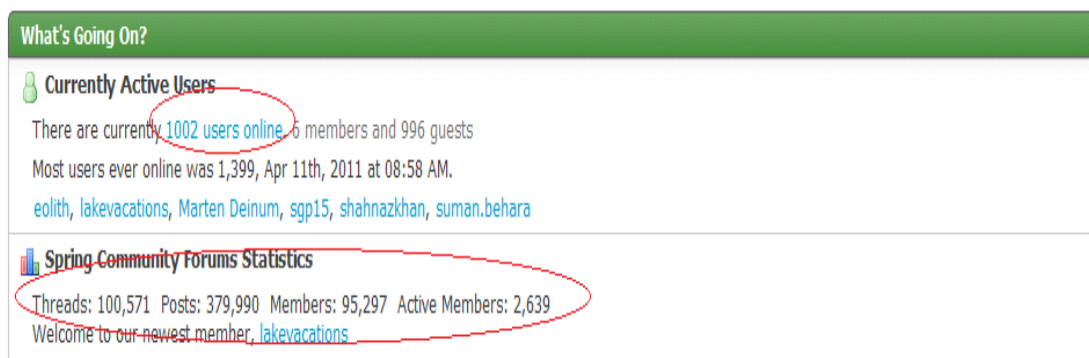 What's Going On?
Currently Active Users
There are currently 1002 users online. 6 members and 996 guests
Most users ever online was 1,399, Apr 11th, 2011 at 08:58 AM.
eolith, lakevacations, Marten Deinum, sgp15, shahnazkhan, suman.behara
Spring Community Forums Statistics
Threads: 100,571 Posts: 379,990 Members: 95,297 Active Members: 2,639
Welcome to our newest member, lakevacations